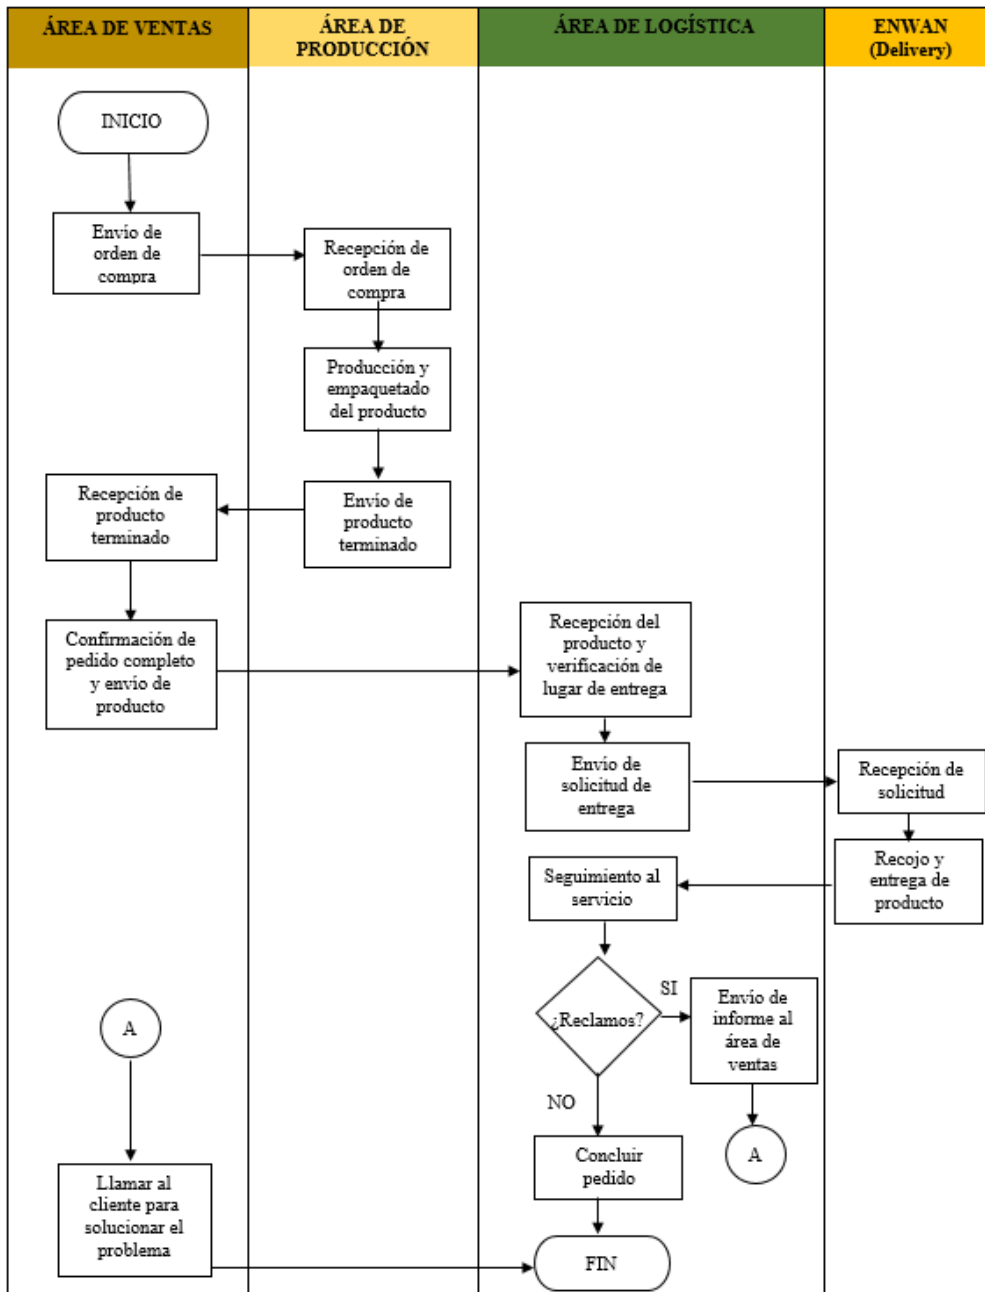 ÁREA DE VENTAS
ÁREA DE
PRODUCCIÓN
ÁREA DE LOGÍSTICA
ENWAN
(Delivery)
INICIO
Envío de
orden de
compra
Recepción de
orden de
compra
Producción y
empaquetado
del producto
Envío de
producto
terminado
Recepción de
producto
terminado
Confirmación de
pedido completo
y envío de
producto
Recepción del
producto y
verificación de
lugar de entrega
Envío de
solicitud de
entrega
Recepción de
solicitud
Recojo y
entrega de
producto
Seguimiento al
servicio
¿Reclamos?
SI
Envío de
informe al
área de
ventas
A
NO
Concluir
pedido
A
Llamar al
cliente para
solucionar el
problema
FIN